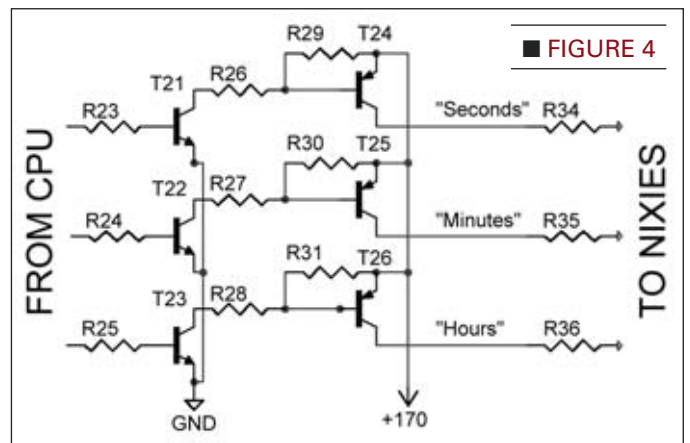 ■ FIGURE 4
R29 T24
T21 R26
R23
"Seconds" R34
R30 T25
T22 R27
R24
"Minutes" R35
R31 T26
T23 R28
R25
"Hours" R36
GND
+170
FROM CPU
TO NIXIES